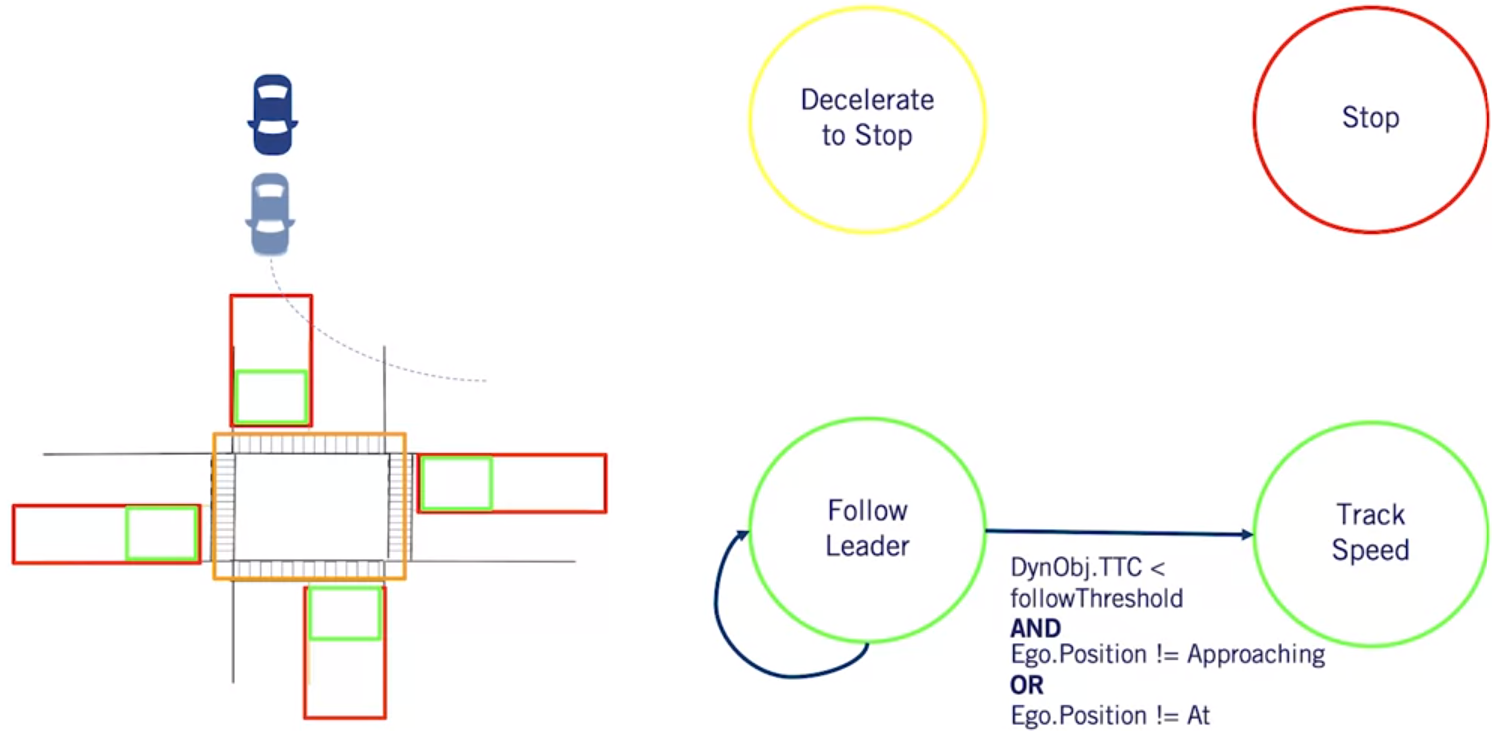 Decelerate
to Stop
Stop
Follow
Leader
Track
Speed
DynObj.TTC <
followThreshold
AND
Ego.Position != Approaching
OR
Ego.Position != At